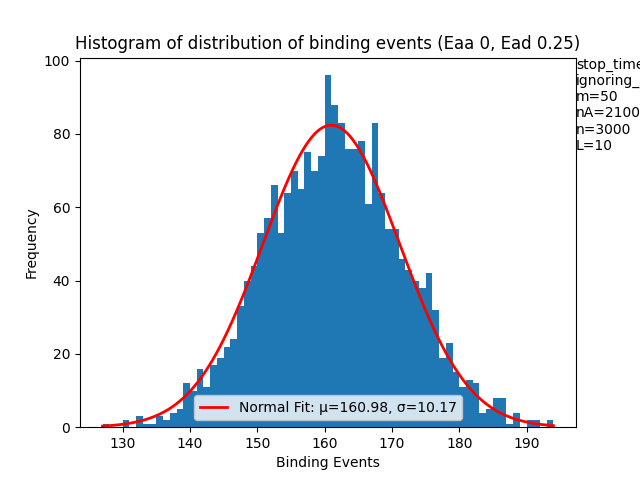 Histogram of distribution of binding events (Eaa 0, Ead 0.25)
100
80
60
40
20
0
Frequency
130 140 150 160 170 180 190
Binding Events
Normal Fit: μ=160.98, σ=10.17
stop_time
ignoring_
m=50
nA=2100
n=3000
L=10